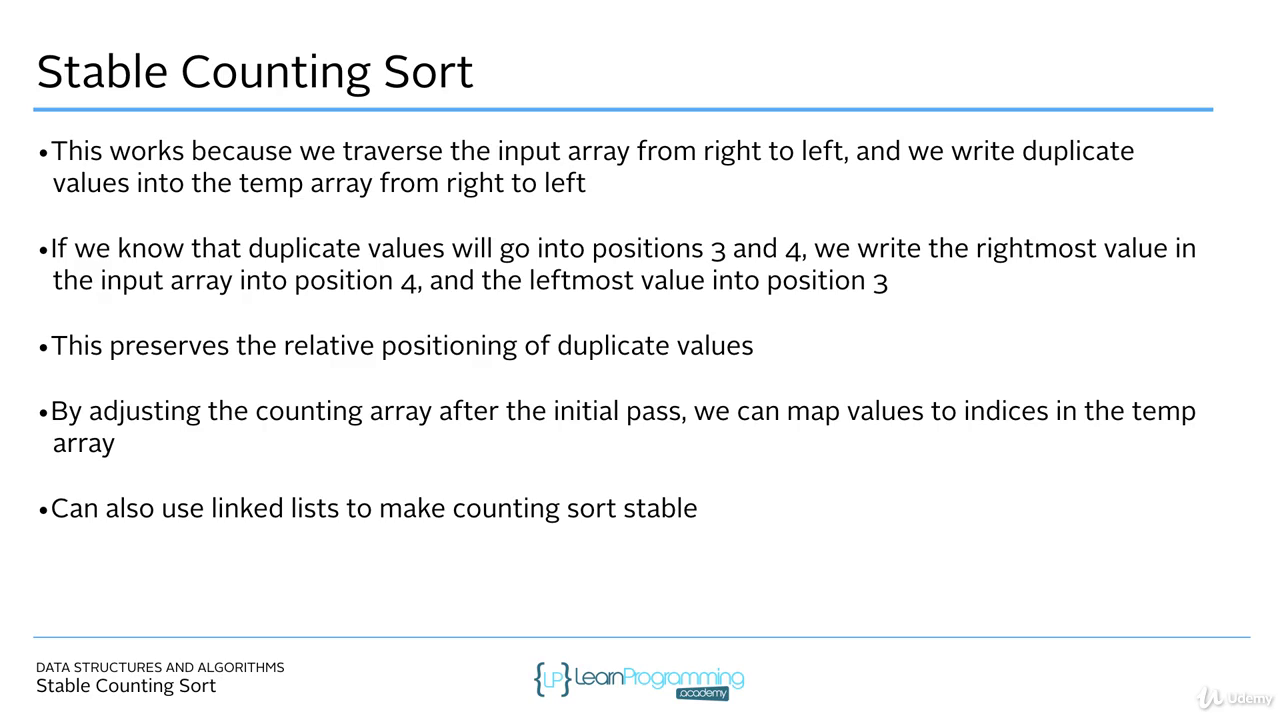 Stable Counting Sort
•This works because we traverse the input array from right to left, and we write duplicate
values into the temp array from right to left
•If we know that duplicate values will go into positions 3 and 4, we write the rightmost value in
the input array into position 4, and the leftmost value into position 3
•This preserves the relative positioning of duplicate values
•By adjusting the counting array after the initial pass, we can map values to indices in the temp
array
•Can also use linked lists to make counting sort stable
DATA STRUCTURES AND ALGORITHMS
Stable Counting Sort
{LP} LearnProgramming
.academy
Udemy